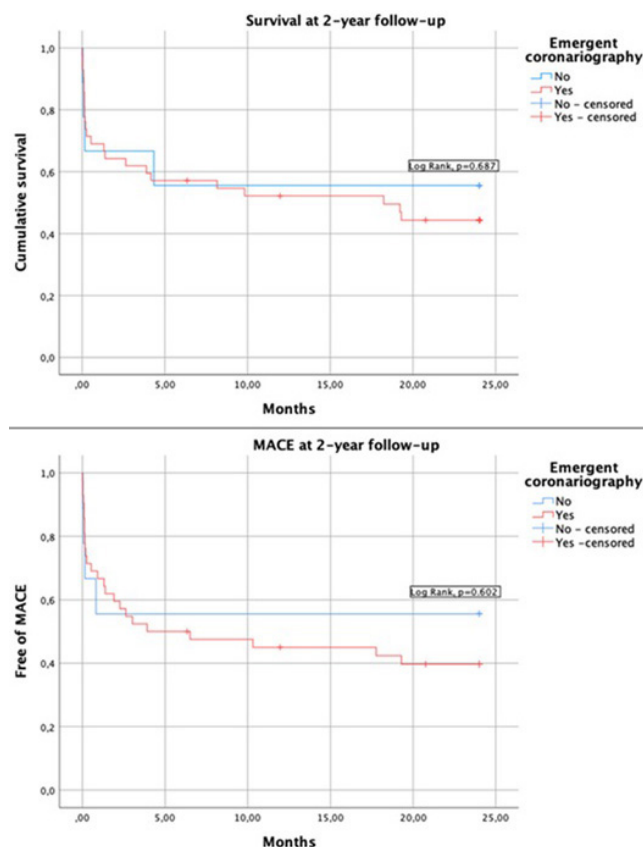 Survival at 2-year follow-up
Emergent
coronariography
No
Yes
No - censored
Yes - censored
Log Rank, p=0.687
Cumulative survival
1,0
0,8
0,6
0,4
0,2
0,0
,00 5,00 10,00 15,00 20,00 25,00
Months
MACE at 2-year follow-up
Emergent
coronariography
No
Yes
No - censored
Yes -censored
Log Rank, p=0.602
Free of MACE
1,0
0,8
0,6
0,4
0,2
0,0
,00 5,00 10,00 15,00 20,00 25,00
Months